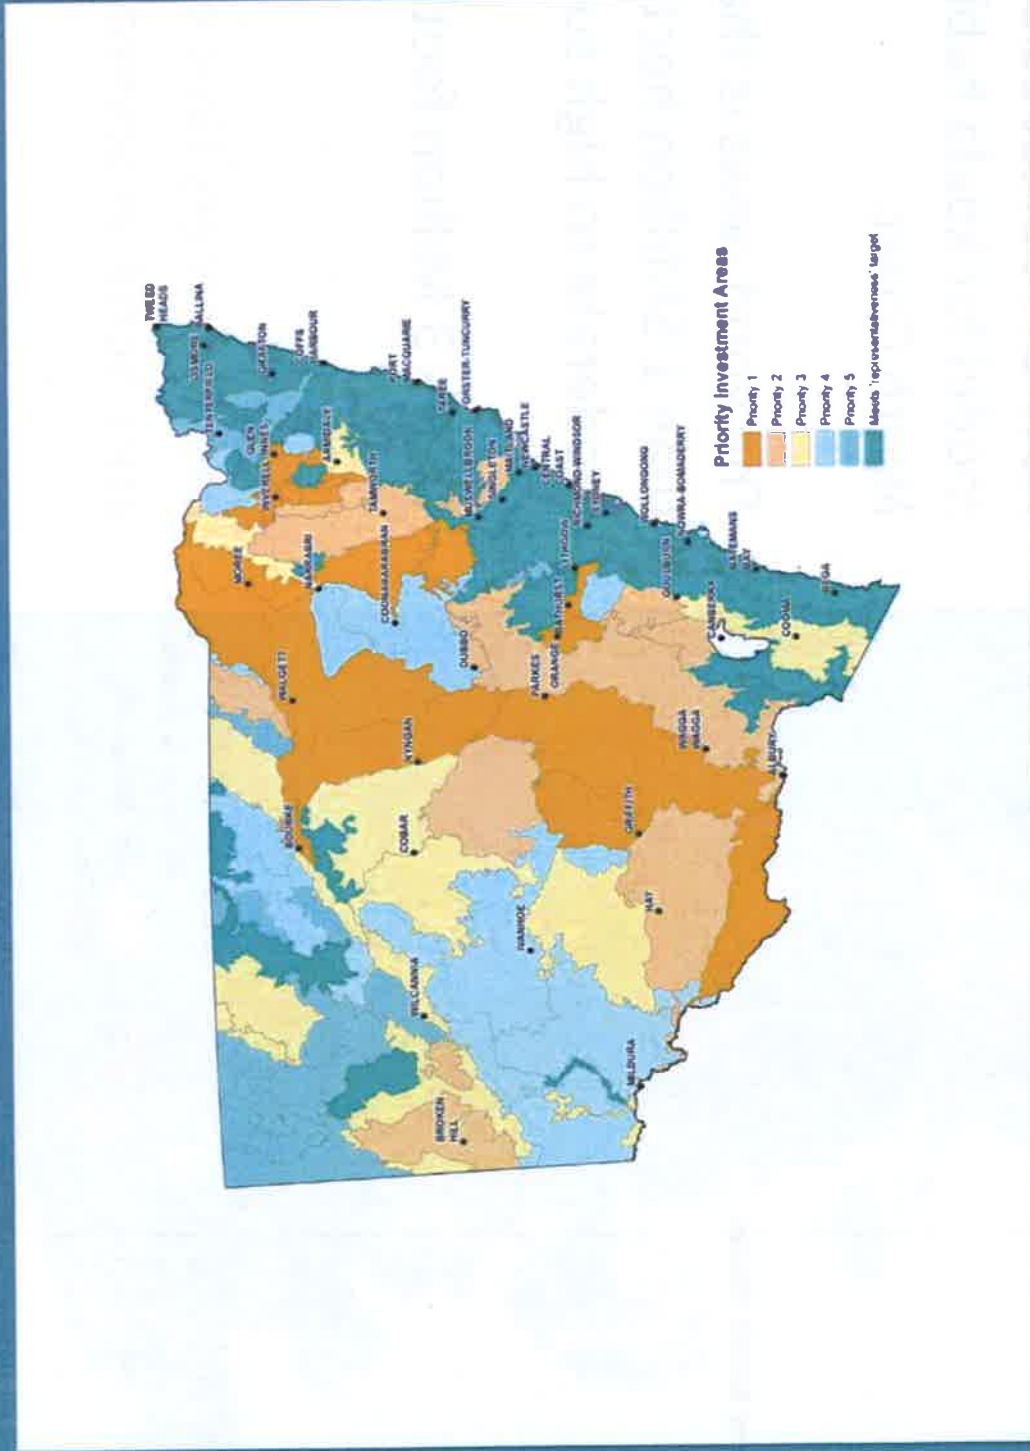 TWEED
HEADS
LISMORE
BALLINA
TENTERFIELD
GRAFTON
GLEN
INNES
INVERELL
MOREE
COFFS
HARBOUR
ARMIDALE
NARRABRI
WALGETT
BOURKE
TAMWORTH
COONABARABRAN
PORT
MACQUARIE
NYNGAN
COBAR
WILCANNIA
TAREE
FORSTER-TUNCURRY
MUSWELLBROOK
SINGLETON
MAITLAND
NEWCASTLE
DUBBO
BROKEN
HILL
IVANHOE
CENTRAL
COAST
RICHMOND-WINDSOR
SYDNEY
LITHGOW
BATHURST
ORANGE
PARKES
WOLLONGONG
NOWRA-BOMADERRY
GOULBURN
GRIFFITH
HAY
MILDURA
WAGGA
WAGGA
CANBERRA
BATEMANS
BAY
COOMA
BEGA
ALBURY
Priority Investment Areas
Priority 1
Priority 2
Priority 3
Priority 4
Priority 5
Meets 'representativeness' target